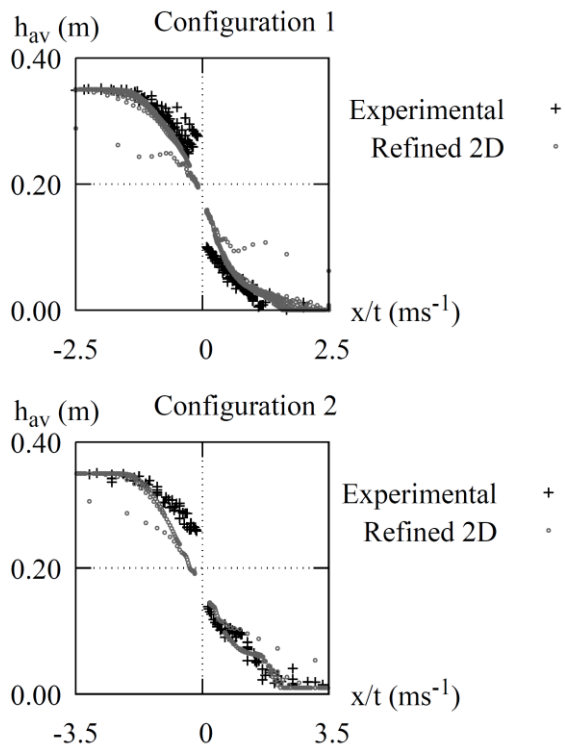 h_av (m) Configuration 1
0.40
Experimental +
Refined 2D ∘
0.20
0.00 x/t (ms⁻¹)
-2.5 0 2.5
h_av (m) Configuration 2
0.40
Experimental +
Refined 2D ∘
0.20
0.00 x/t (ms⁻¹)
-3.5 0 3.5